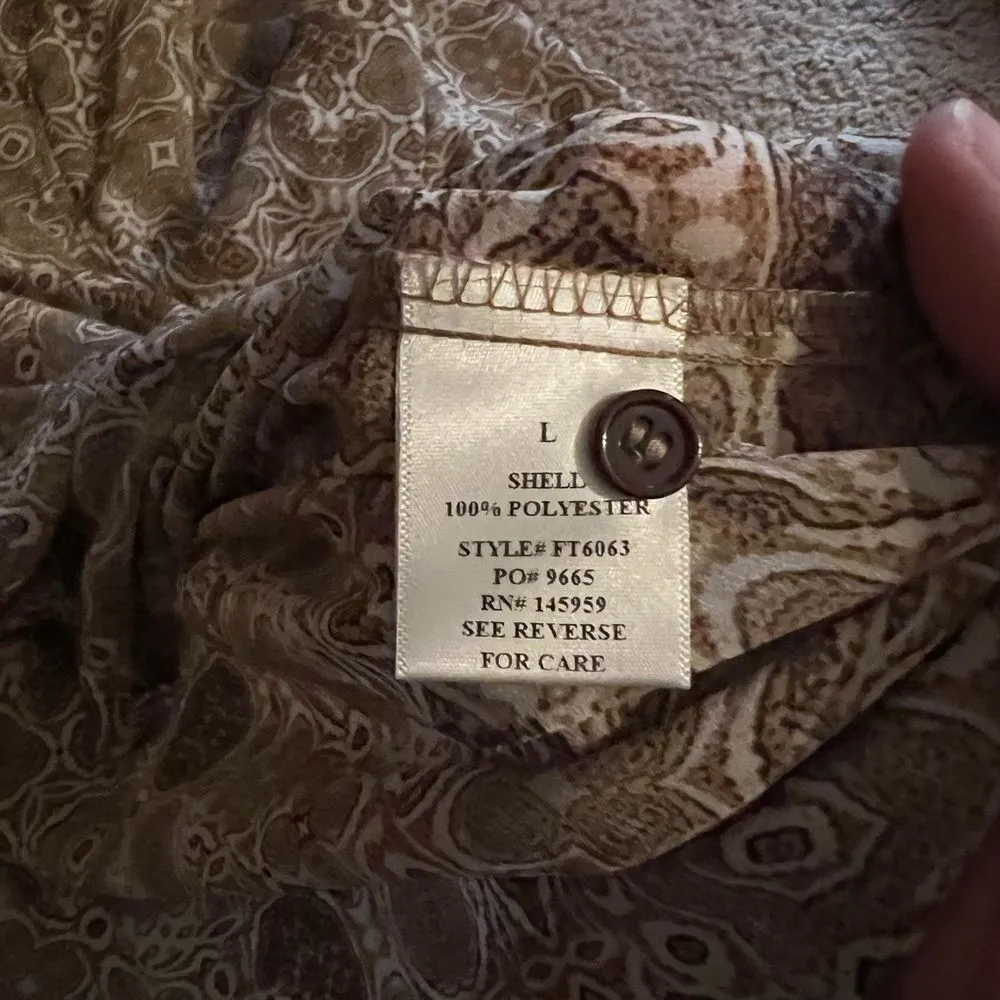 L
SHELL
100% POLYESTER
STYLE# FT6063
PO# 9665
RN# 145959
SEE REVERSE
FOR CARE